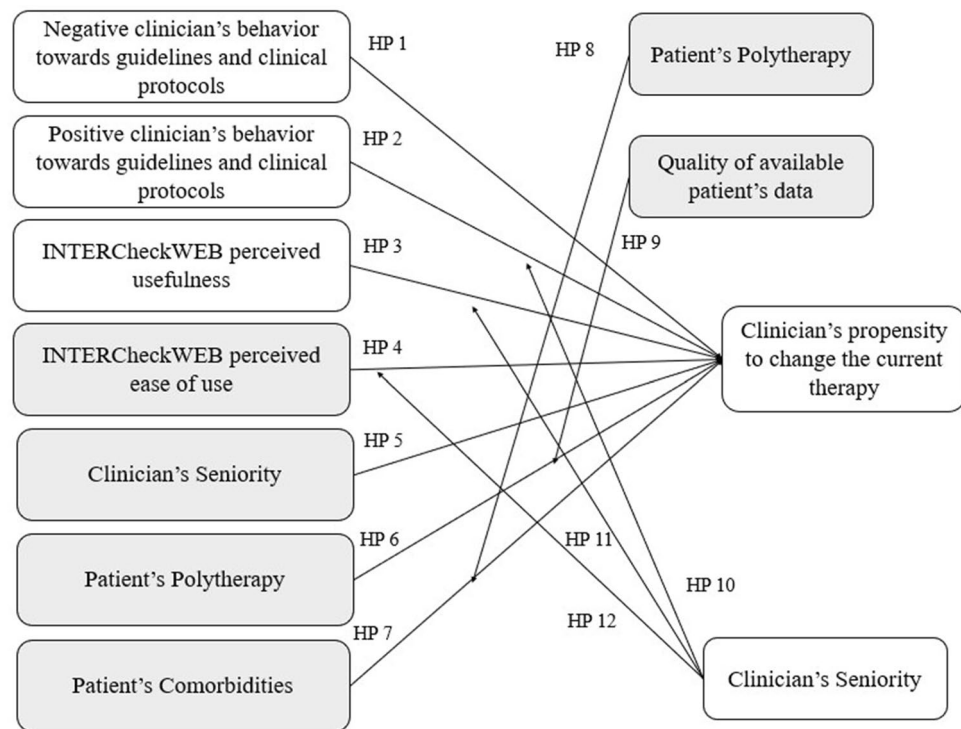 Negative clinician's behavior
towards guidelines and clinical
protocols
HP 1
Positive clinician's behavior
towards guidelines and clinical
protocols
HP 2
INTERCheckWEB perceived
usefulness
HP 3
INTERCheckWEB perceived
ease of use
HP 4
Clinician's Seniority
HP 5
Patient's Polytherapy
HP 6
Patient's Comorbidities
HP 7
HP 8
Patient's Polytherapy
Quality of available
patient's data
HP 9
Clinician's propensity
to change the current
therapy
HP 11
HP 10
HP 12
Clinician's Seniority